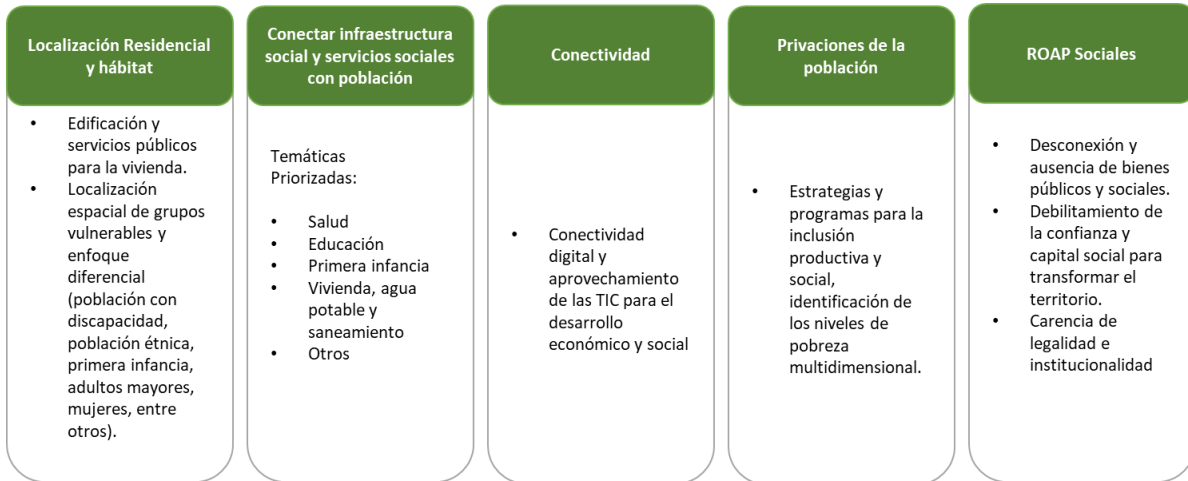 Localización Residencial
y hábitat
• Edificación y
servicios públicos
para la vivienda.
• Localización
espacial de grupos
vulnerables y
enfoque
diferencial
(población con
discapacidad,
población étnica,
primera infancia,
adultos mayores,
mujeres, entre
otros).
Conectar infraestructura
social y servicios sociales
con población
Temáticas
Priorizadas:
• Salud
• Educación
• Primera infancia
• Vivienda, agua
potable y
saneamiento
• Otros
Conectividad
• Conectividad
digital y
aprovechamiento
de las TIC para el
desarrollo
económico y social
Privaciones de la
población
• Estrategias y
programas para la
inclusión
productiva y
social,
identificación de
los niveles de
pobreza
multidimensional.
ROAP Sociales
• Desconexión y
ausencia de bienes
públicos y sociales.
• Debilitamiento de
la confianza y
capital social para
transformar el
territorio.
• Carencia de
legalidad e
institucionalidad